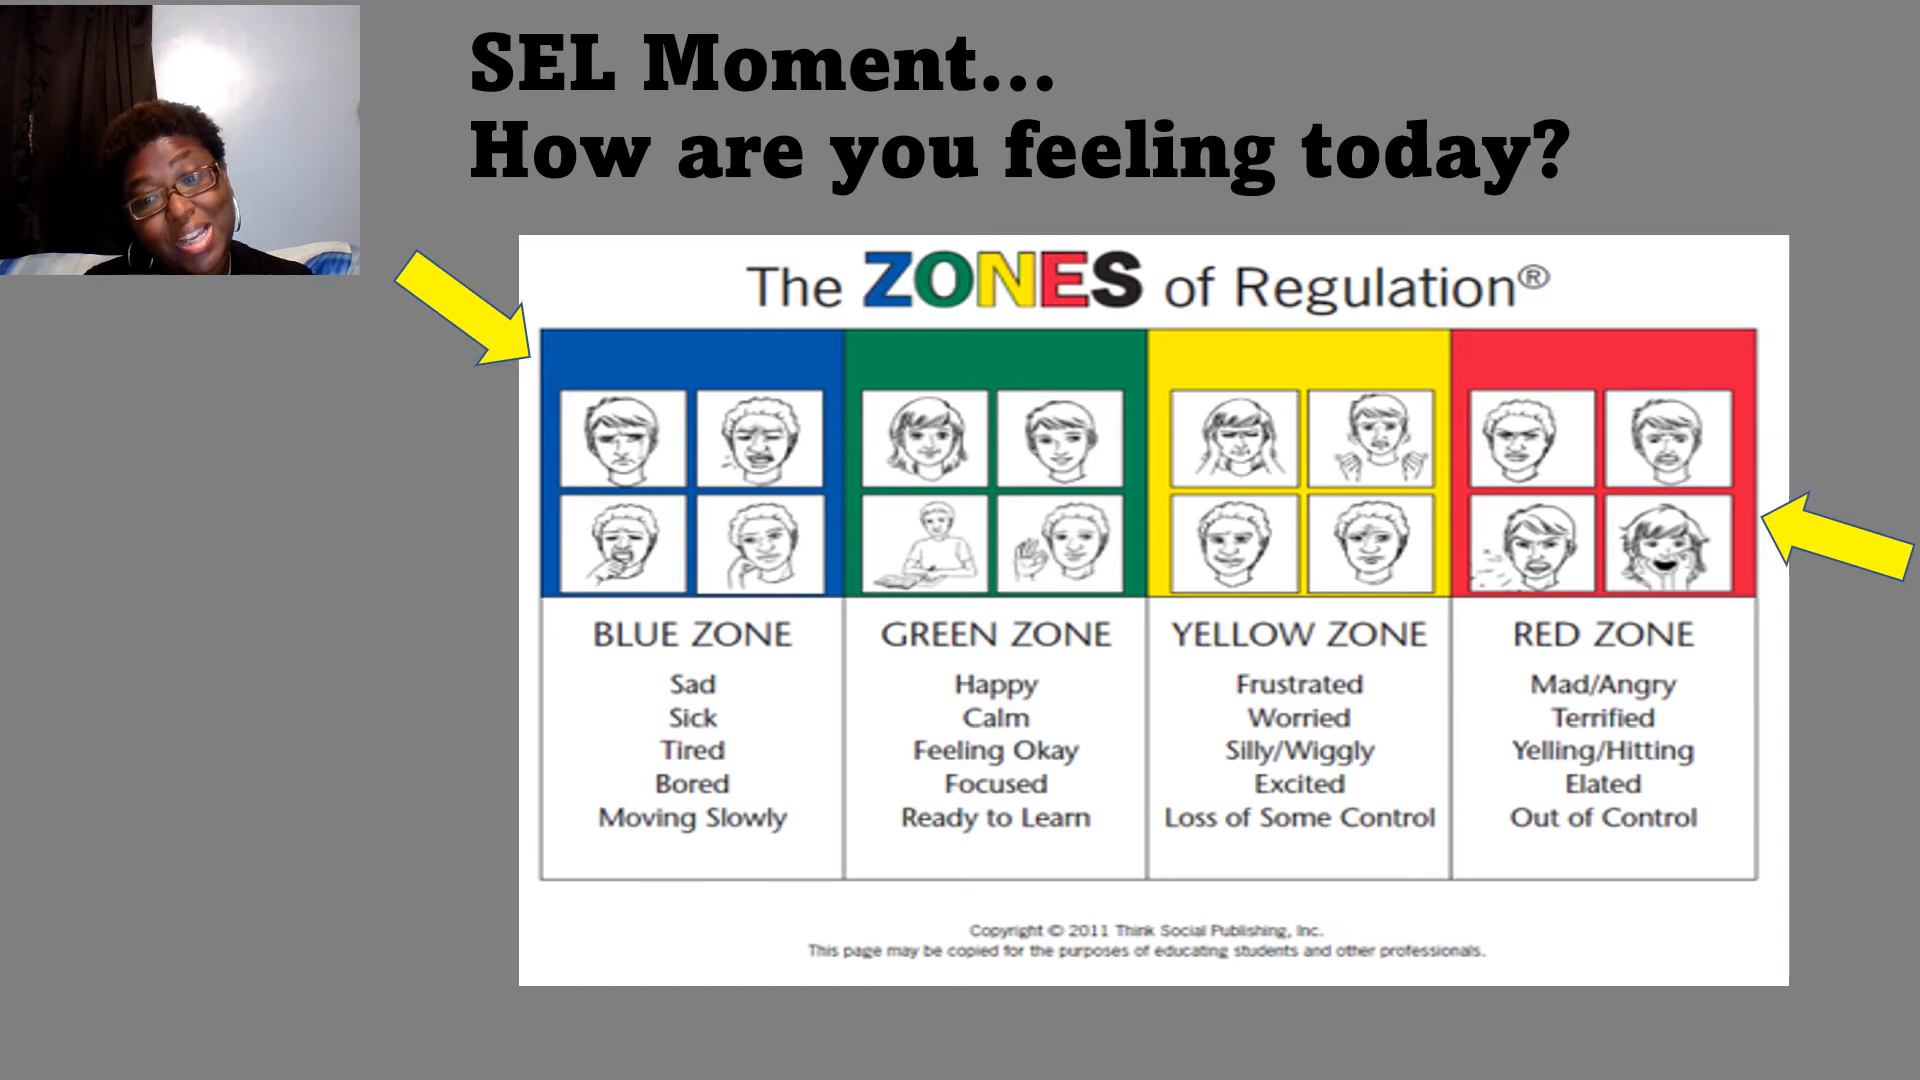 SEL Moment...
How are you feeling today?
The ZONES of Regulation®
BLUE ZONE
Sad
Sick
Tired
Bored
Moving Slowly
GREEN ZONE
Happy
Calm
Feeling Okay
Focused
Ready to Learn
YELLOW ZONE
Frustrated
Worried
Silly/Wiggly
Excited
Loss of Some Control
RED ZONE
Mad/Angry
Terrified
Yelling/Hitting
Elated
Out of Control
Copyright © 2011 Think Social Publishing, Inc.
This page may be copied for the purposes of educating students and other professionals.